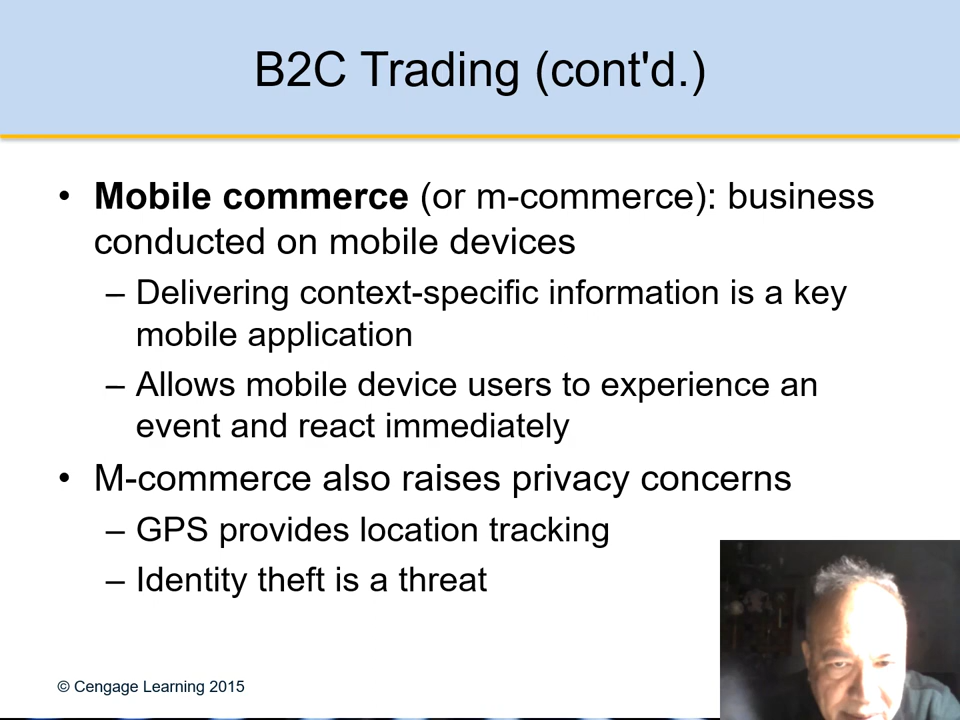 B2C Trading (cont'd.)
• Mobile commerce (or m-commerce): business
conducted on mobile devices
– Delivering context-specific information is a key
mobile application
– Allows mobile device users to experience an
event and react immediately
• M-commerce also raises privacy concerns
– GPS provides location tracking
– Identity theft is a threat
© Cengage Learning 2015